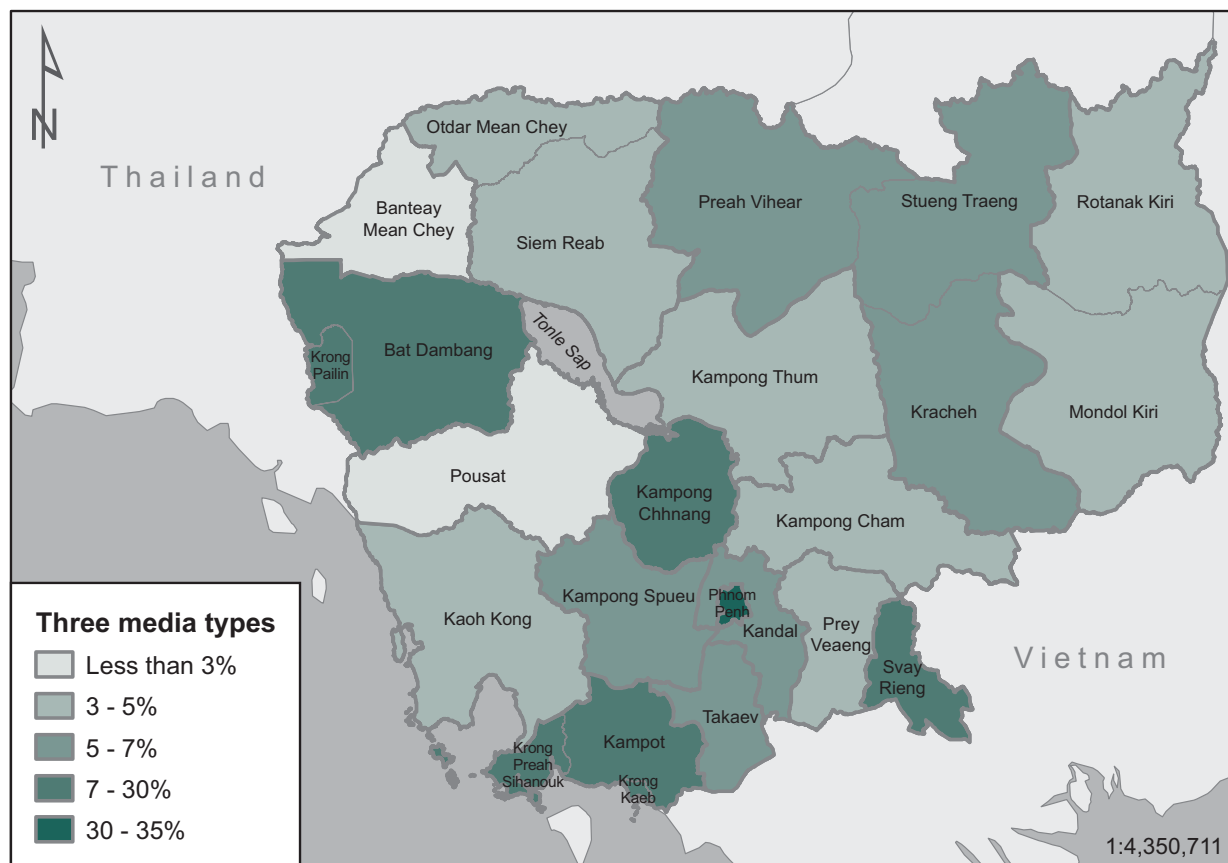 N
Thailand
Otdar Mean Chey
Banteay
Mean Chey
Siem Reab
Preah Vihear
Stueng Traeng
Rotanak Kiri
Krong
Pailin
Bat Dambang
Tonle Sap
Kampong Thum
Kracheh
Mondol Kiri
Pousat
Kampong
Chhnang
Kampong Cham
Kaoh Kong
Kampong Spueu
Phnom
Penh
Kandal
Prey
Veaeng
Svay
Rieng
Vietnam
Takaev
Kampot
Krong
Preah
Sihanouk
Krong
Kaeb
Three media types
Less than 3%
3 - 5%
5 - 7%
7 - 30%
30 - 35%
1:4,350,711